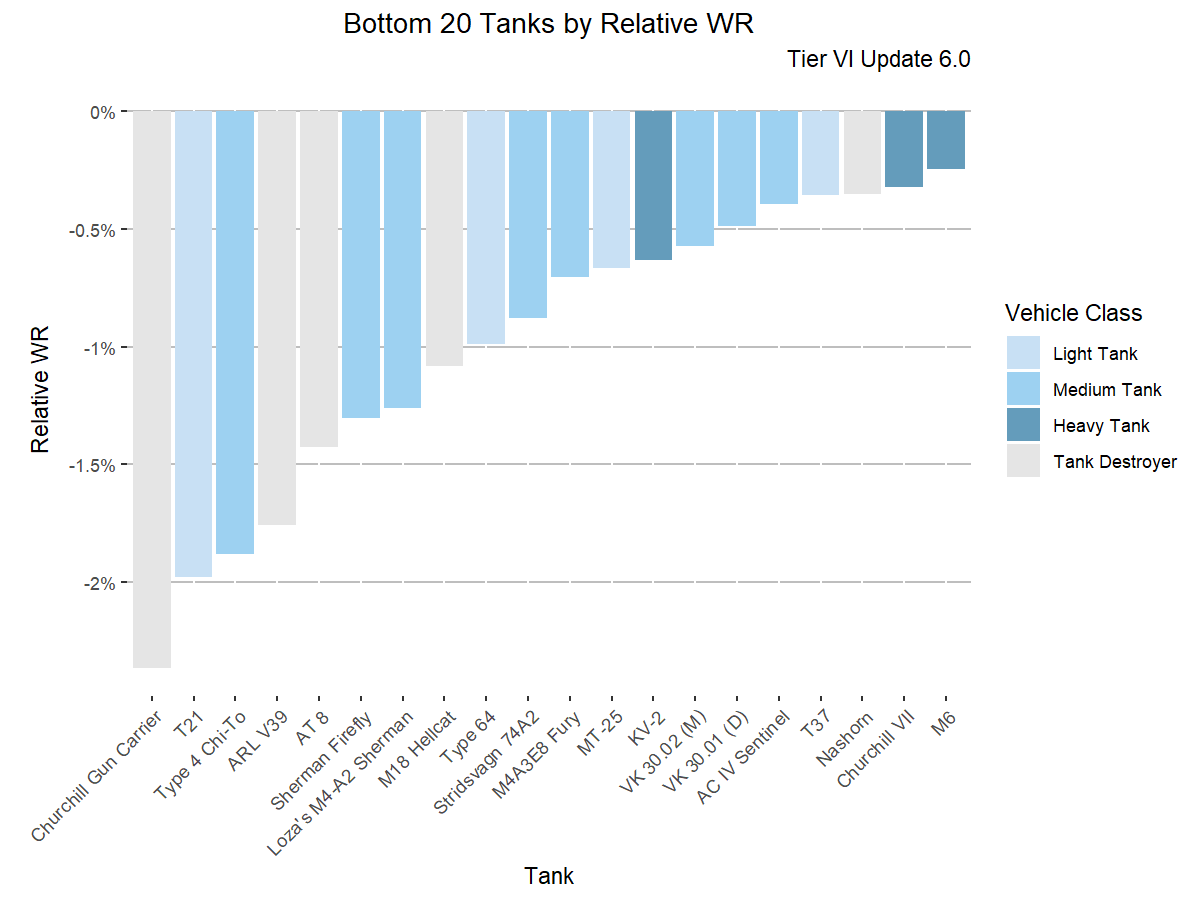 Bottom 20 Tanks by Relative WR
Tier VI Update 6.0
0%
-0.5%
-1%
-1.5%
-2%
Relative WR
Churchill Gun Carrier
T21
Type 4 Chi-To
ARL V39
AT 8
Sherman Firefly
Loza's M4-A2 Sherman
M18 Hellcat
Type 64
Stridsvagn 74A2
M4A3E8 Fury
MT-25
KV-2
VK 30.02 (M)
VK 30.01 (D)
AC IV Sentinel
T37
Nashorn
Churchill VII
M6
Tank
Vehicle Class
Light Tank
Medium Tank
Heavy Tank
Tank Destroyer